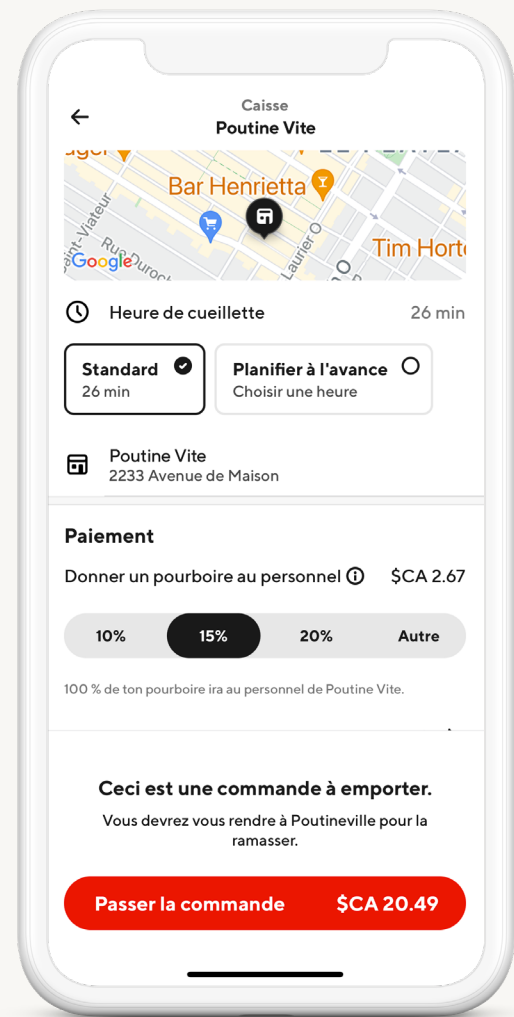 Caisse
Poutine Vite
Bar Henrietta
Tim Horto
Laurier O
Google
Heure de cueillette 26 min
Standard
26 min
Planifier à l'avance
Choisir une heure
Poutine Vite
2233 Avenue de Maison
Paiement
Donner un pourboire au personnel $CA 2.67
10% 15% 20% Autre
100 % de ton pourboire ira au personnel de Poutine Vite.
Ceci est une commande à emporter.
Vous devrez vous rendre à Poutineville pour la
ramasser.
Passer la commande $CA 20.49